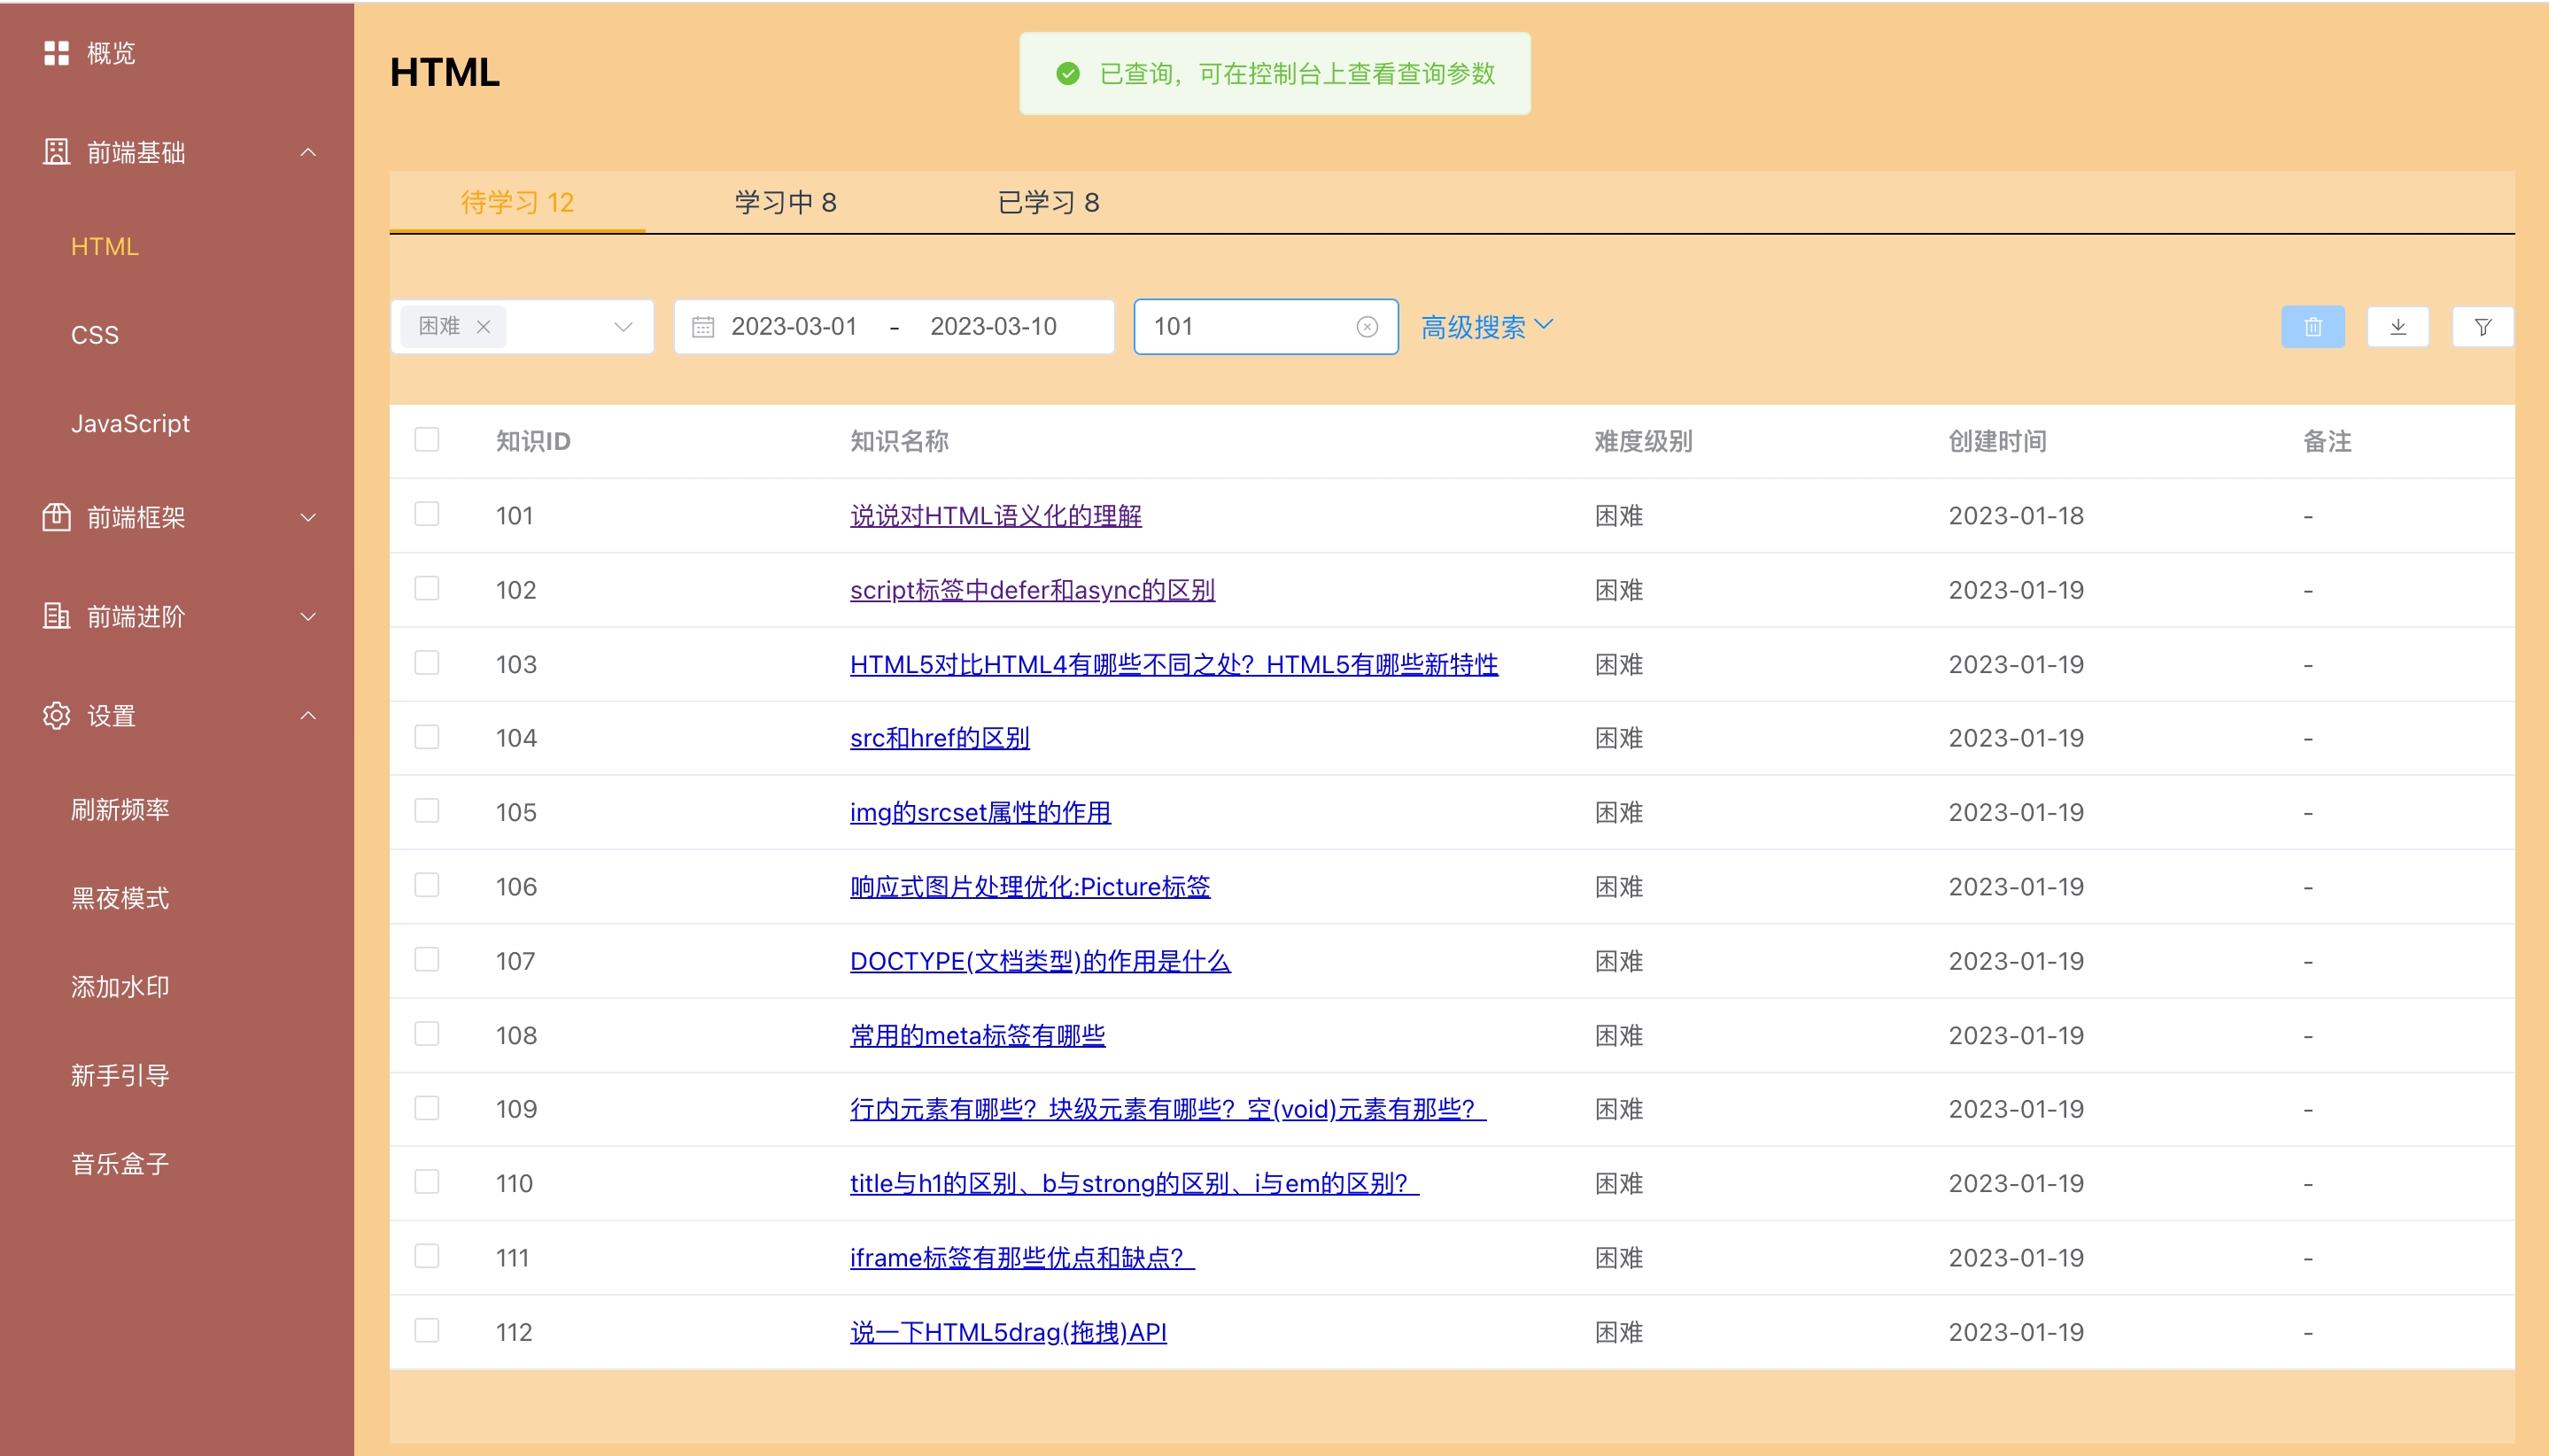 概览
前端基础
HTML
CSS
JavaScript
前端框架
前端进阶
设置
刷新频率
黑夜模式
添加水印
新手引导
音乐盒子
HTML
已查询，可在控制台上查看查询参数
待学习 12 学习中 8 已学习 8
困难 2023-03-01 - 2023-03-10 101 高级搜索
知识ID 知识名称 难度级别 创建时间 备注
101 说说对HTML语义化的理解 困难 2023-01-18 -
102 script标签中defer和async的区别 困难 2023-01-19 -
103 HTML5对比HTML4有哪些不同之处？HTML5有哪些新特性 困难 2023-01-19 -
104 src和href的区别 困难 2023-01-19 -
105 img的srcset属性的作用 困难 2023-01-19 -
106 响应式图片处理优化:Picture标签 困难 2023-01-19 -
107 DOCTYPE(文档类型)的作用是什么 困难 2023-01-19 -
108 常用的meta标签有哪些 困难 2023-01-19 -
109 行内元素有哪些？块级元素有哪些？空(void)元素有那些？ 困难 2023-01-19 -
110 title与h1的区别、b与strong的区别、i与em的区别？ 困难 2023-01-19 -
111 iframe标签有那些优点和缺点？ 困难 2023-01-19 -
112 说一下HTML5drag(拖拽)API 困难 2023-01-19 -